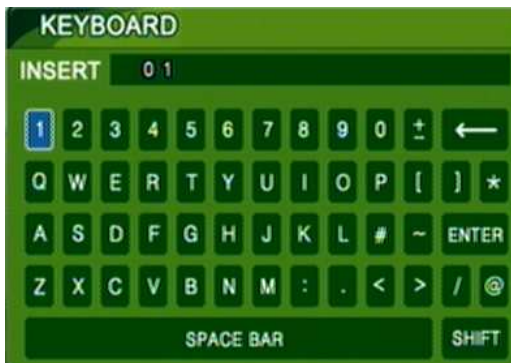 KEYBOARD
INSERT 01
1 2 3 4 5 6 7 8 9 0 ± ←
Q W E R T Y U I O P [ ] *
A S D F G H J K L # ~ ENTER
Z X C V B N M : . < > / @
SPACE BAR SHIFT